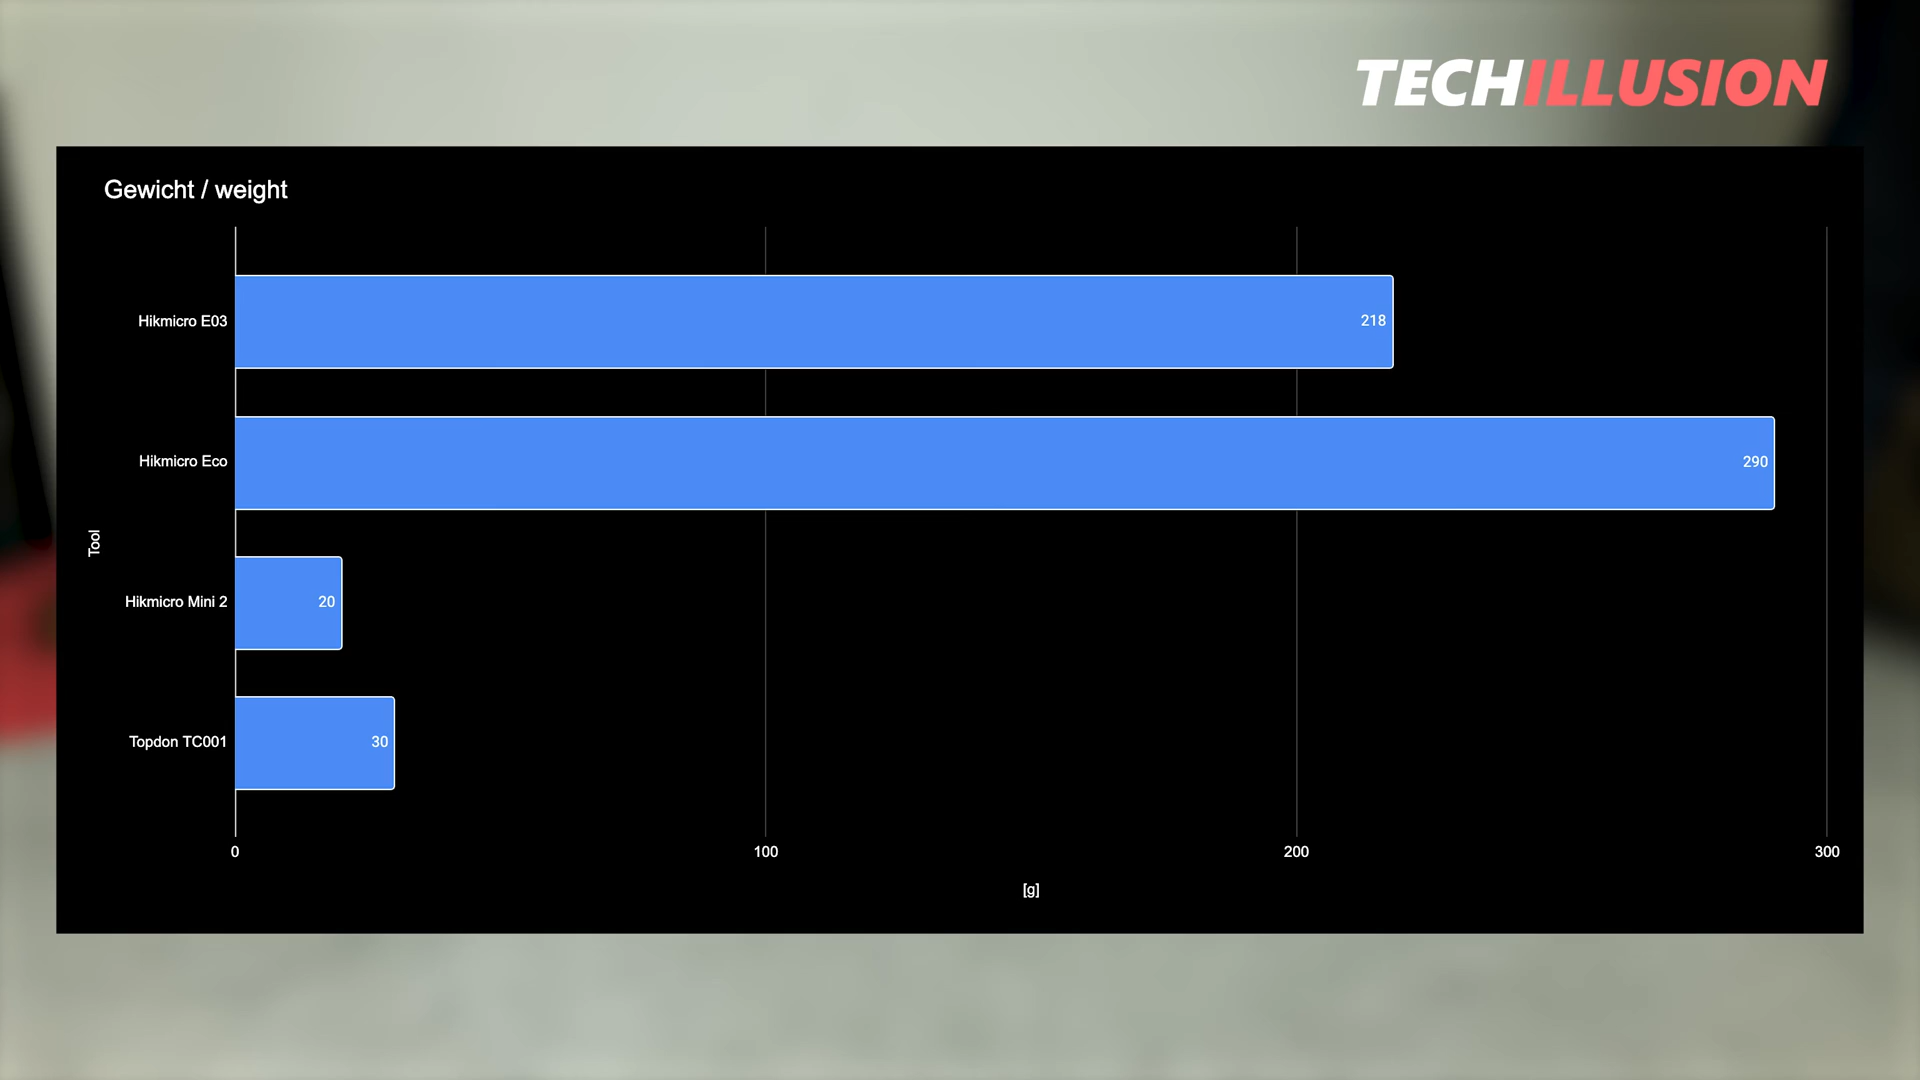 TECHILLUSION
Gewicht / weight
Tool
Hikmicro E03
218
Hikmicro Eco
290
Hikmicro Mini 2
20
Topdon TC001
30
0 100 200 300
[g]